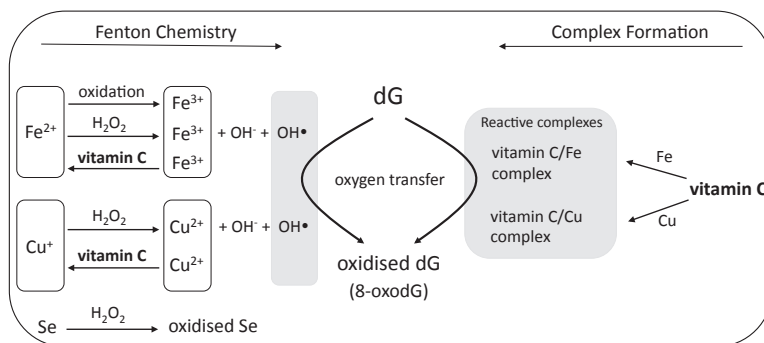 Fenton Chemistry
Complex Formation
oxidation
Fe²⁺
Fe³⁺
H₂O₂
Fe³⁺ + OH⁻ + OH•
vitamin C
Fe³⁺
H₂O₂
Cu⁺
Cu²⁺ + OH⁻ + OH•
vitamin C
Cu²⁺
Se
H₂O₂
oxidised Se
dG
oxygen transfer
oxidised dG
(8-oxodG)
Reactive complexes
vitamin C/Fe
complex
vitamin C/Cu
complex
Fe
vitamin C
Cu